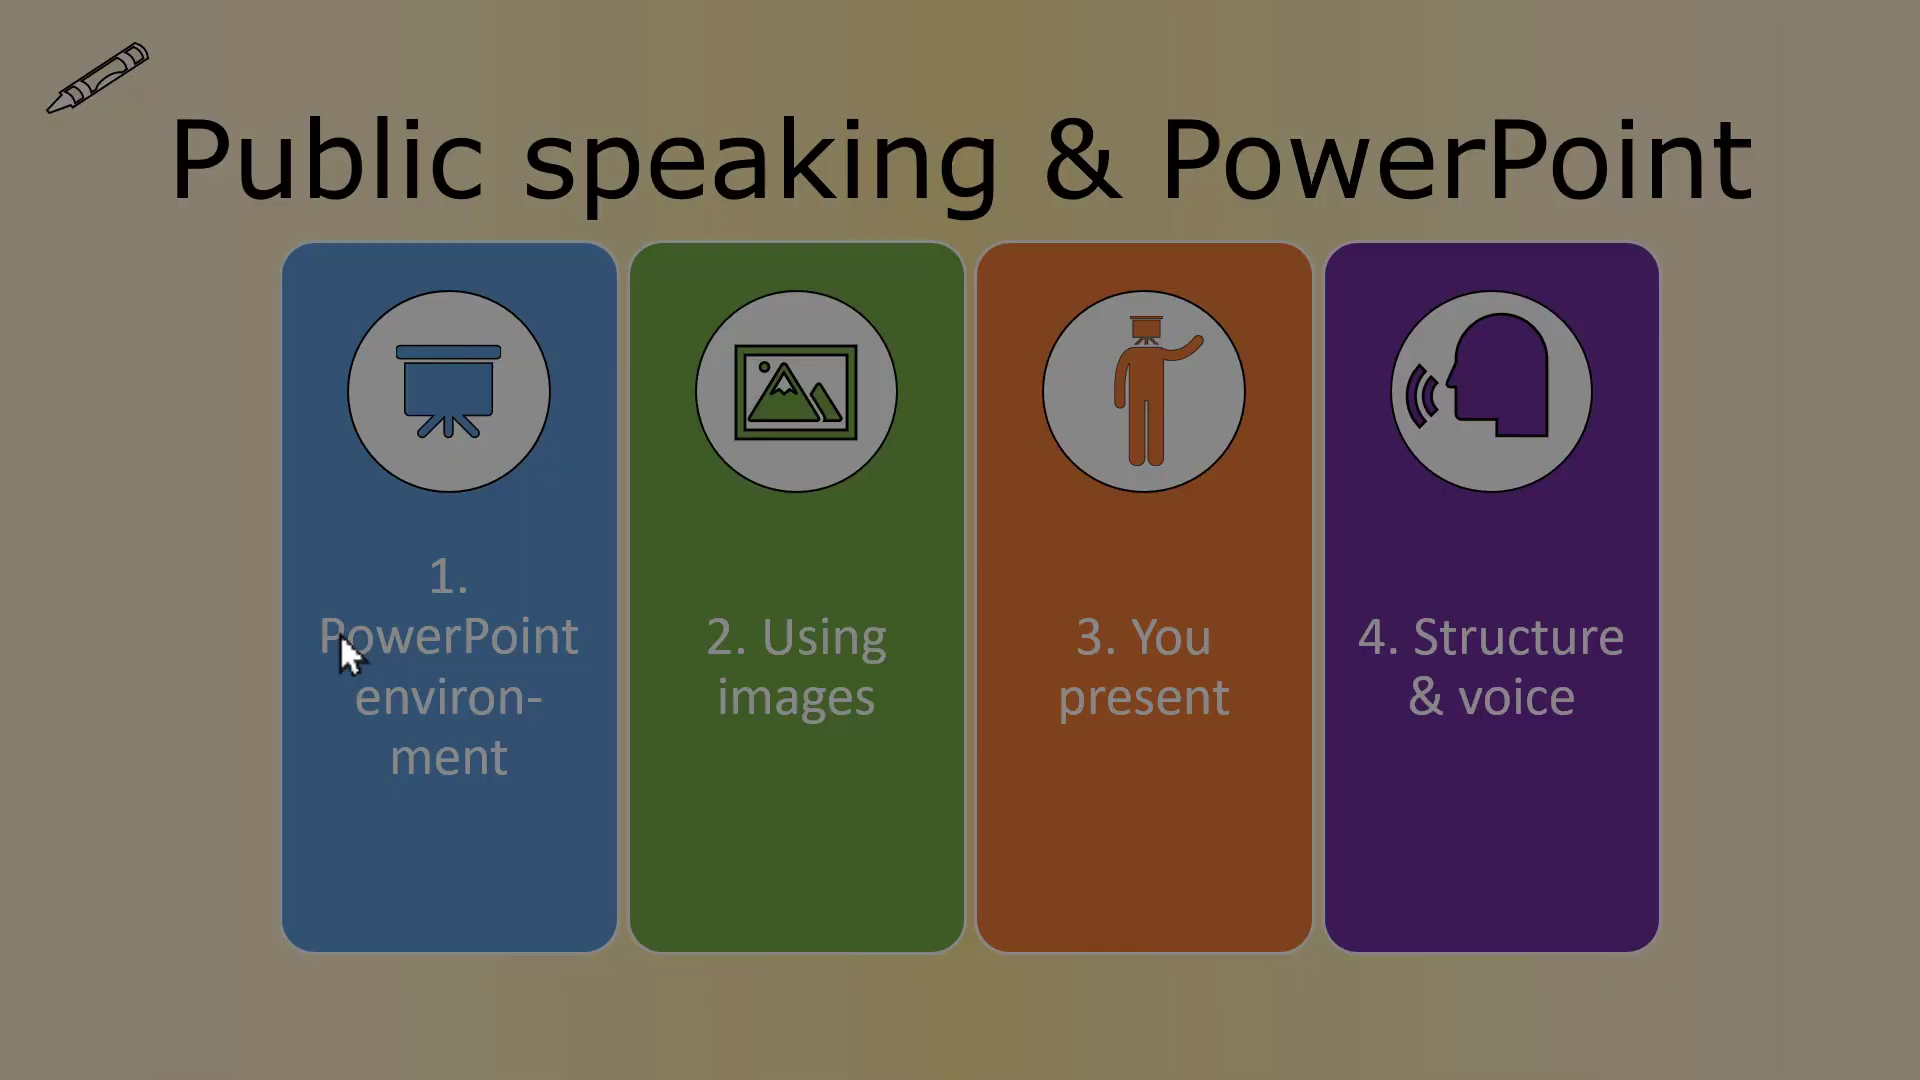 Public speaking & PowerPoint
1.
PowerPoint
environ-
ment
2. Using
images
3. You
present
4. Structure
& voice